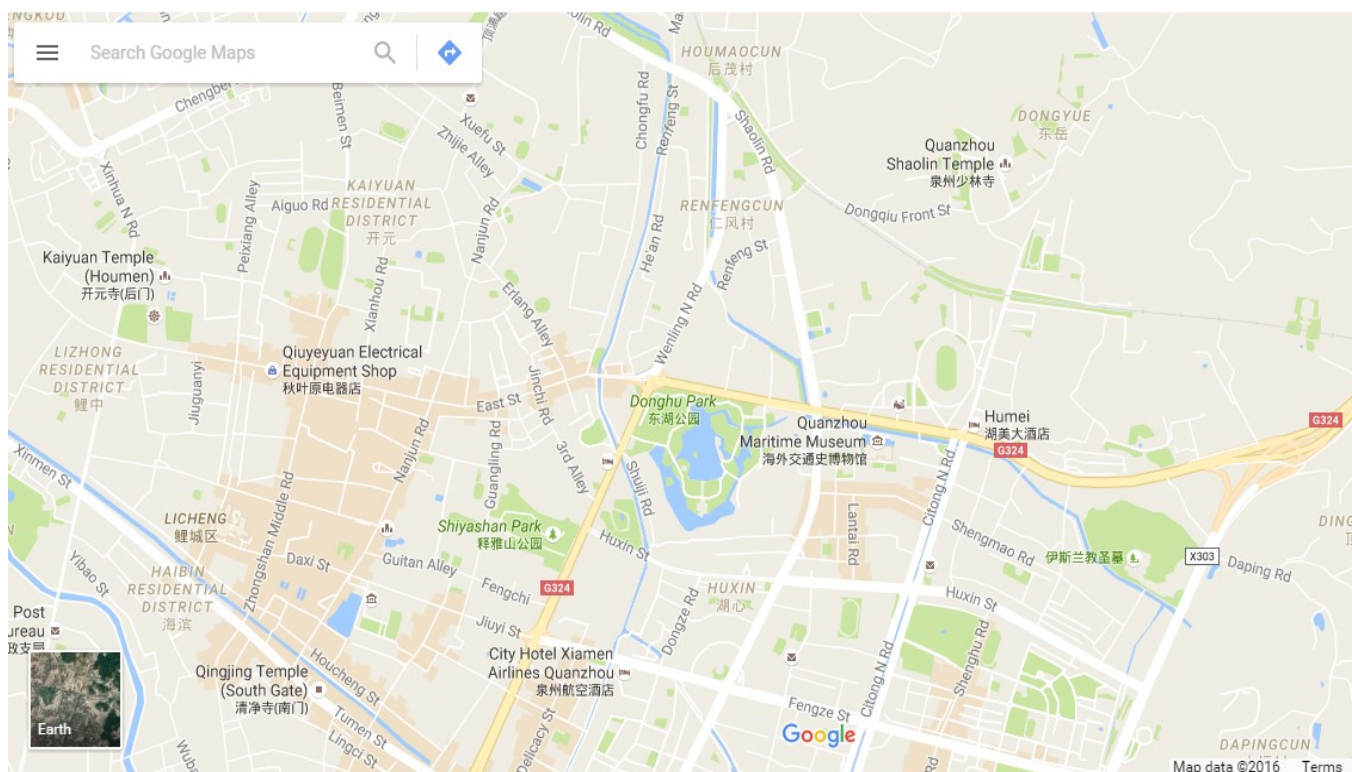 Search Google Maps
Shaolin Rd
HOUMAOCUN
后茂村
Chengbei
Beimen St
Xuefu St
Zhijie Alley
Chongfu Rd
Renfeng St
Shaolin Rd
DONGYUE
东岳
Quanzhou
Shaolin Temple
泉州少林寺
Xinhua N Rd
Peixiang Alley
KAIYUAN
RESIDENTIAL
DISTRICT
开元
Aiguo Rd
Nanjun Rd
RENFENGCUN
仁风村
Dongqiu Front St
He'an Rd
Renfeng St
Kaiyuan Temple
(Houmen)
开元寺(后门)
Xianhou Rd
Erlang Alley
Wenling N Rd
LIZHONG
RESIDENTIAL
DISTRICT
鲤中
Jiuguanyi
Qiuyeyuan Electrical
Equipment Shop
秋叶原电器店
East St
Jinchi Rd
Donghu Park
东湖公园
Quanzhou
Maritime Museum
海外交通史博物馆
Humei
湖美大酒店
G324
G324
Xinmen St
Nanjun Rd
Guangling Rd
3rd Alley
Shuiji Rd
Citong N Rd
Zhongshan Middle Rd
LICHENG
鲤城区
Shiyashan Park
释雅山公园
Huxin St
Lantai Rd
Shengmao Rd
伊斯兰教圣墓
X303
Daping Rd
DING
Yibao St
HAIBIN
RESIDENTIAL
DISTRICT
海滨
Daxi St
Guitan Alley
Fengchi
G324
HUXIN
湖心
Huxin St
Post
ureau
政支局
Jiuyi St
Dongze Rd
Citong N Rd
Shenghu Rd
Qingjing Temple
(South Gate)
清净寺(南门)
Houcheng St
City Hotel Xiamen
Airlines Quanzhou
泉州航空酒店
Earth
Tumen St
Lingci St
Delicacy St
Fengze St
Google
DAPINGCUN
Map data ©2016 Terms